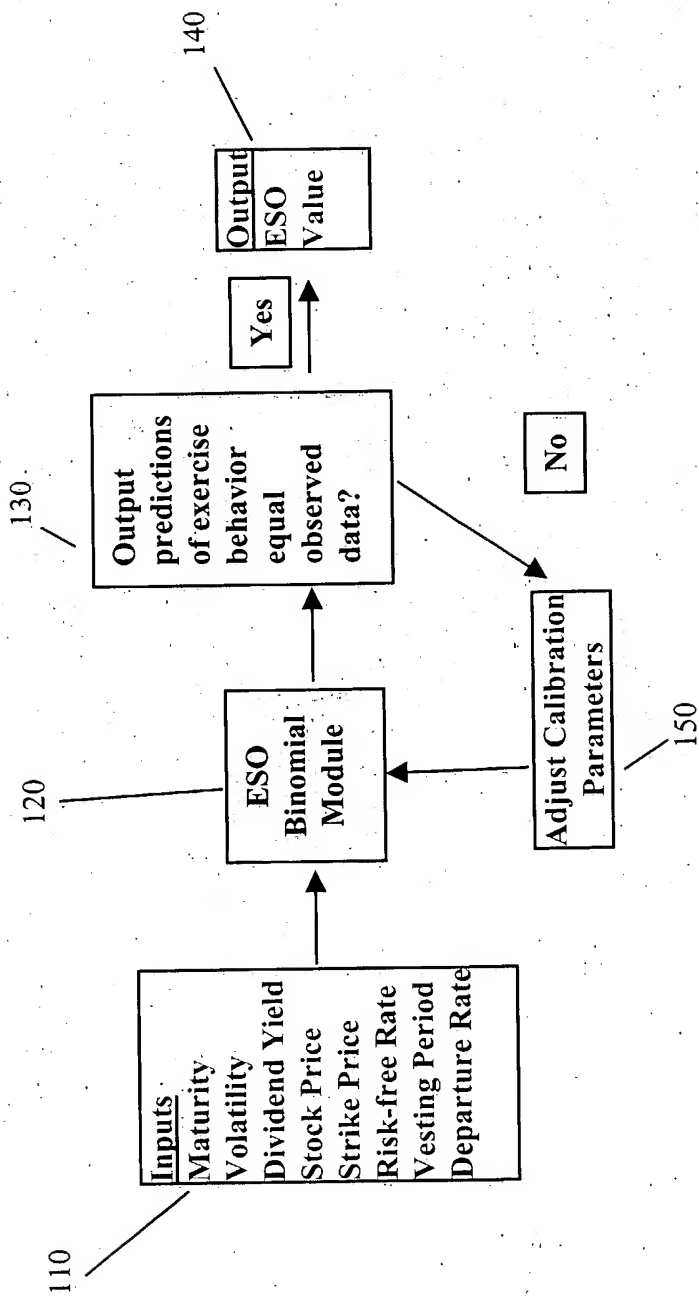 110
Inputs
Maturity
Volatility
Dividend Yield
Stock Price
Strike Price
Risk-free Rate
Vesting Period
Departure Rate
120
ESO
Binomial
Module
130
Output
predictions
of exercise
behavior
equal
observed
data?
Yes
140
Output
ESO
Value
No
Adjust Calibration
Parameters
150